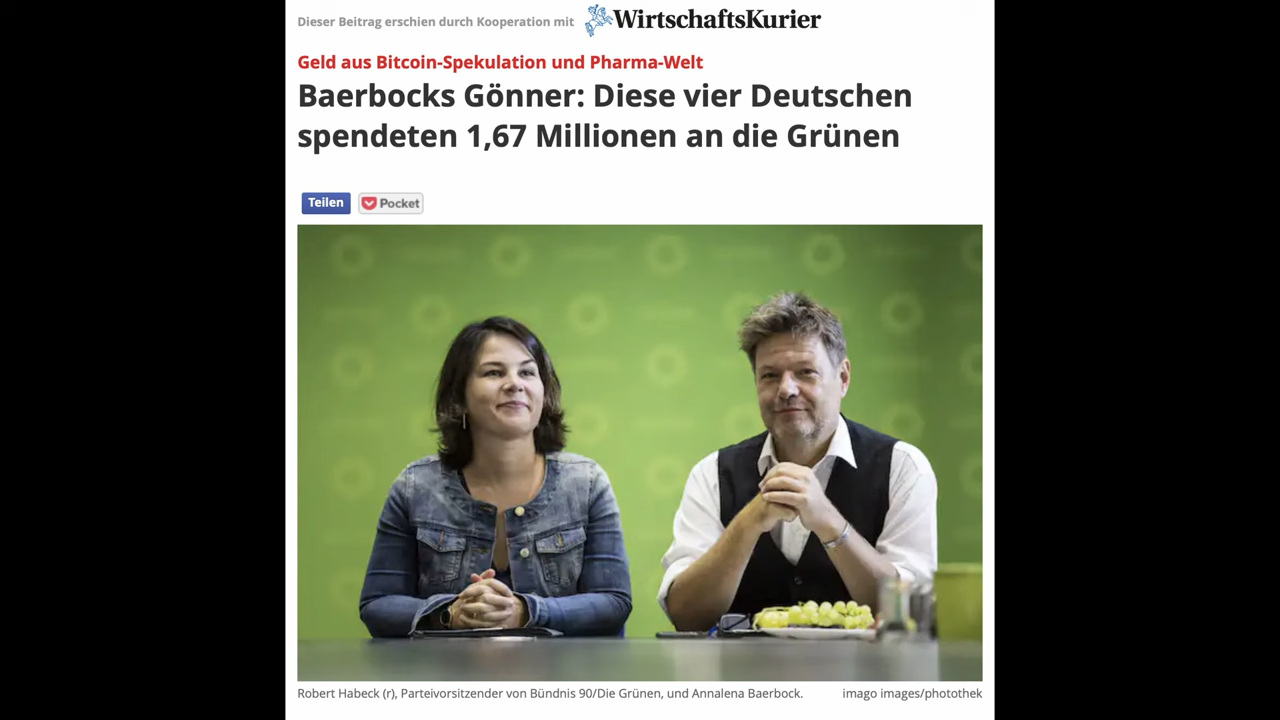 Dieser Beitrag erschien durch Kooperation mit WirtschaftsKurier
Geld aus Bitcoin-Spekulation und Pharma-Welt
Baerbocks Gönner: Diese vier Deutschen
spendeten 1,67 Millionen an die Grünen
Teilen Pocket
Robert Habeck (r), Parteivorsitzender von Bündnis 90/Die Grünen, und Annalena Baerbock. imago images/photothek